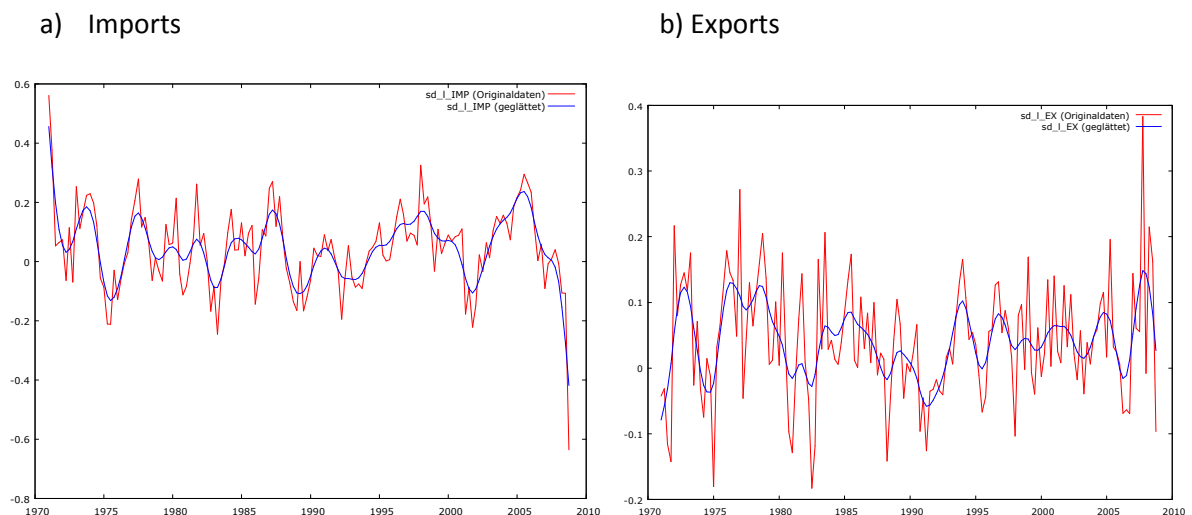 a) Imports
b) Exports
sd_l_IMP (Originaldaten)
sd_l_IMP (geglättet)
0.6
0.4
0.2
0
-0.2
-0.4
-0.6
-0.8
1970 1975 1980 1985 1990 1995 2000 2005 2010
sd_l_EX (Originaldaten)
sd_l_EX (geglättet)
0.4
0.3
0.2
0.1
0
-0.1
-0.2
1970 1975 1980 1985 1990 1995 2000 2005 2010